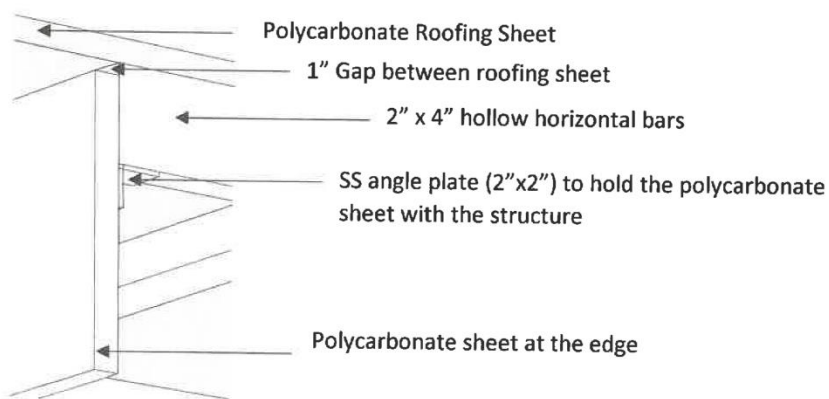 Polycarbonate Roofing Sheet
1” Gap between roofing sheet
2” x 4” hollow horizontal bars
SS angle plate (2”x2”) to hold the polycarbonate
sheet with the structure
Polycarbonate sheet at the edge